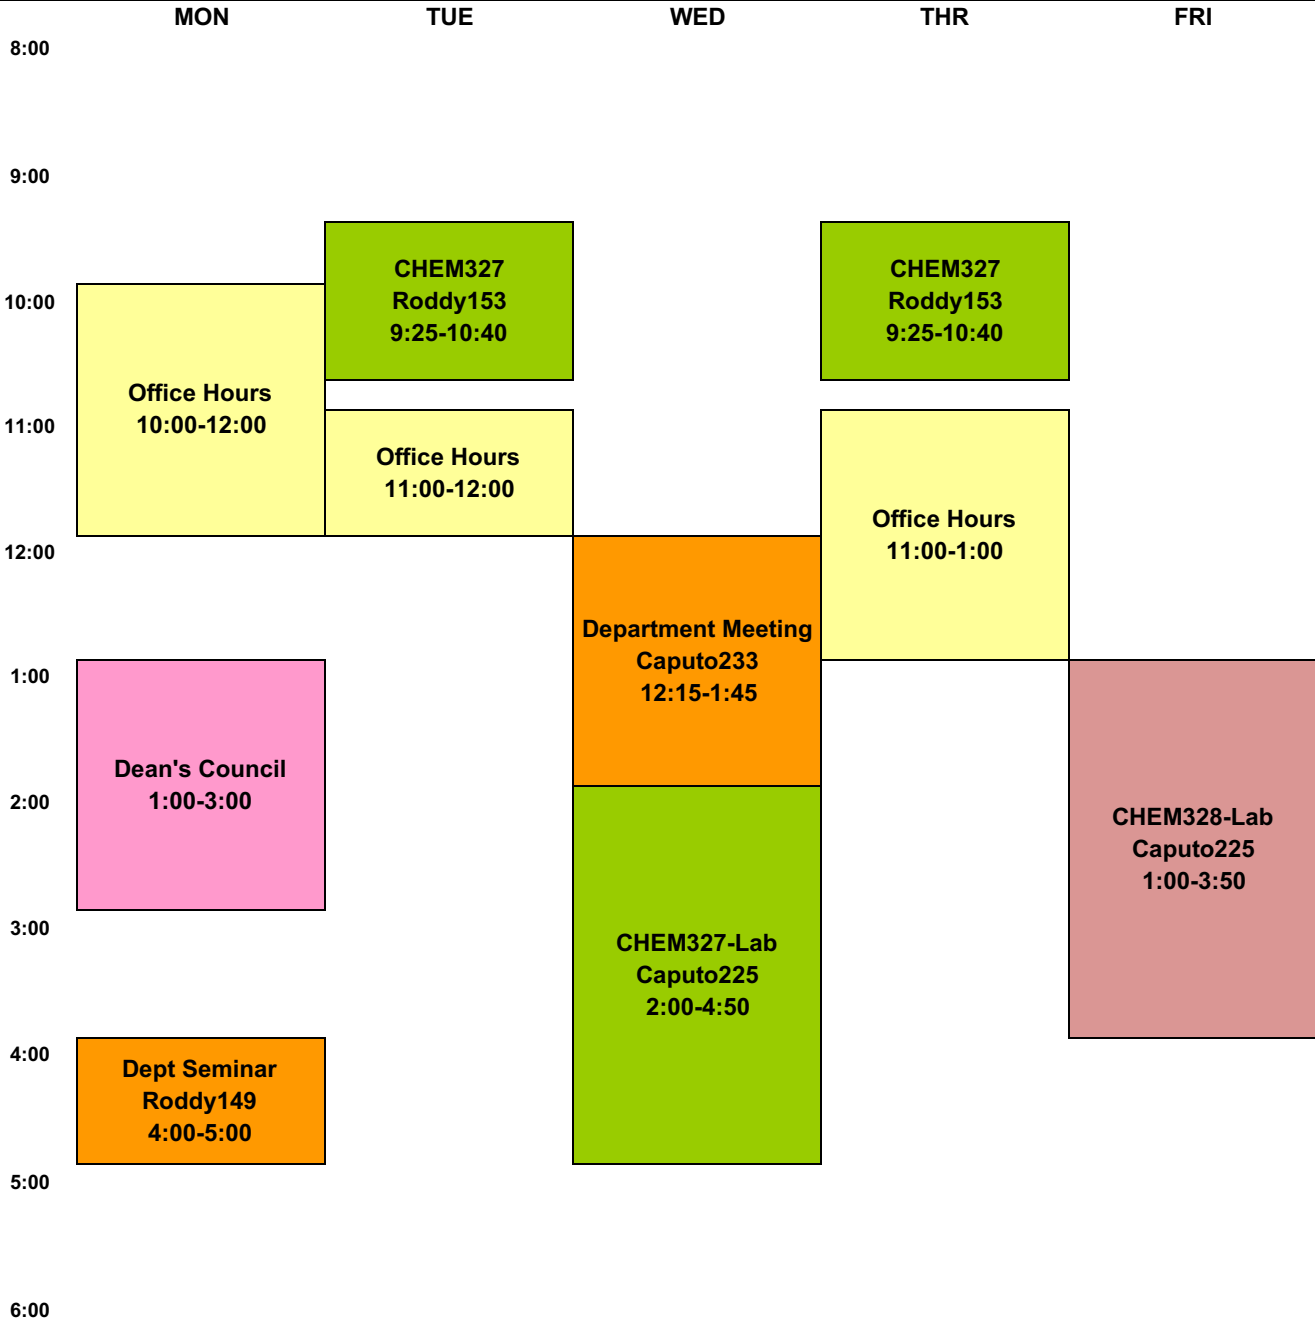 MON TUE WED THR FRI
8:00
9:00
10:00
11:00
12:00
1:00
2:00
3:00
4:00
5:00
6:00
Office Hours
10:00-12:00
Dean's Council
1:00-3:00
Dept Seminar
Roddy149
4:00-5:00
CHEM327
Roddy153
9:25-10:40
Office Hours
11:00-12:00
Department Meeting
Caputo233
12:15-1:45
CHEM327-Lab
Caputo225
2:00-4:50
CHEM327
Roddy153
9:25-10:40
Office Hours
11:00-1:00
CHEM328-Lab
Caputo225
1:00-3:50